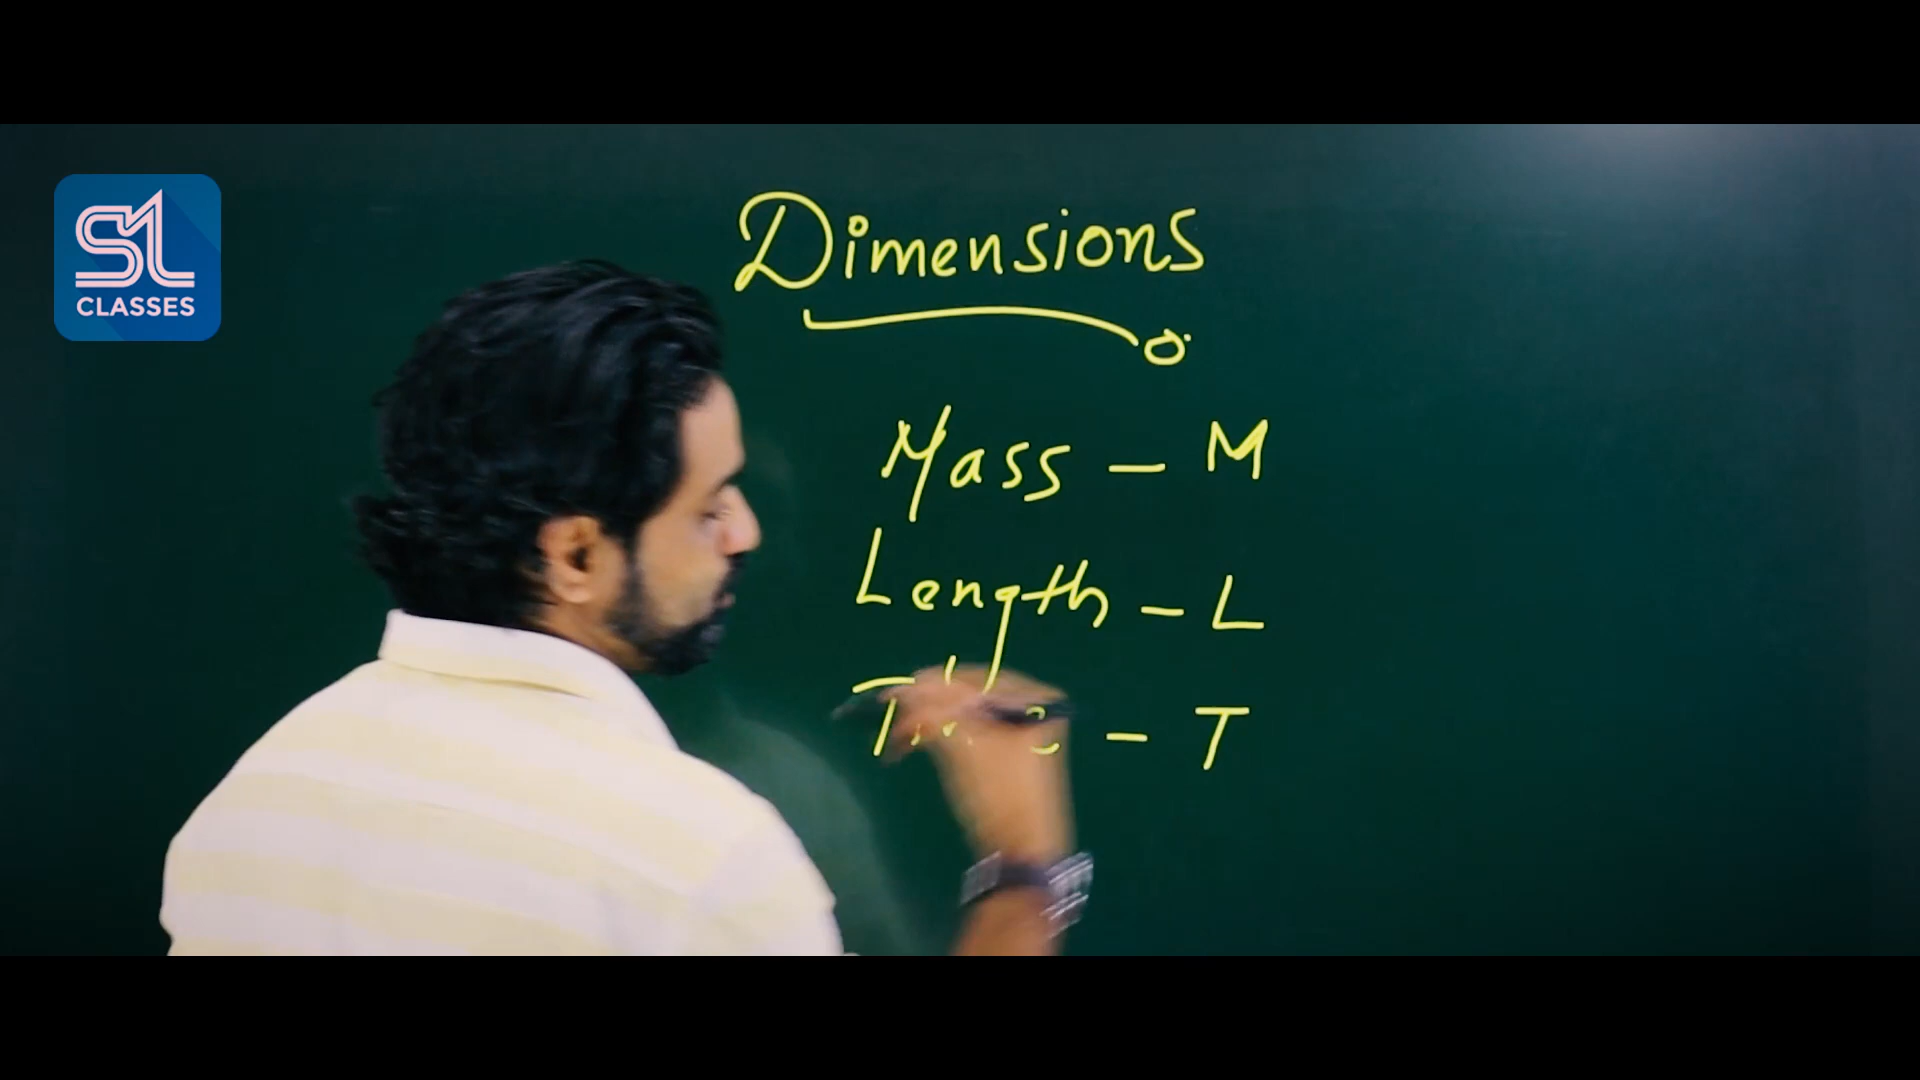 SL
CLASSES
Dimensions
Mass – M
Length – L
– T